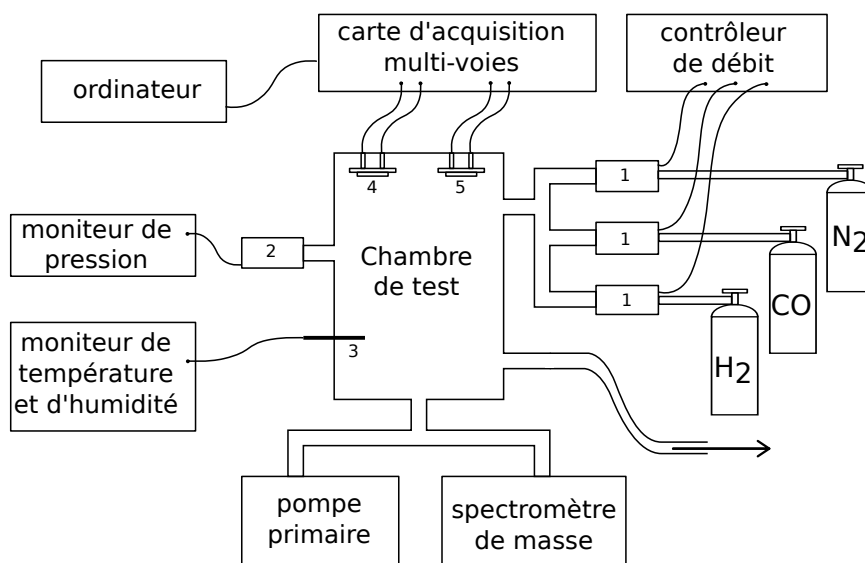 carte d'acquisition
multi-voies
contrôleur
de débit
ordinateur
4
5
1
1
1
N2
CO
H2
moniteur de
pression
2
Chambre
de test
moniteur de
température
et d'humidité
3
pompe
primaire
spectromètre
de masse